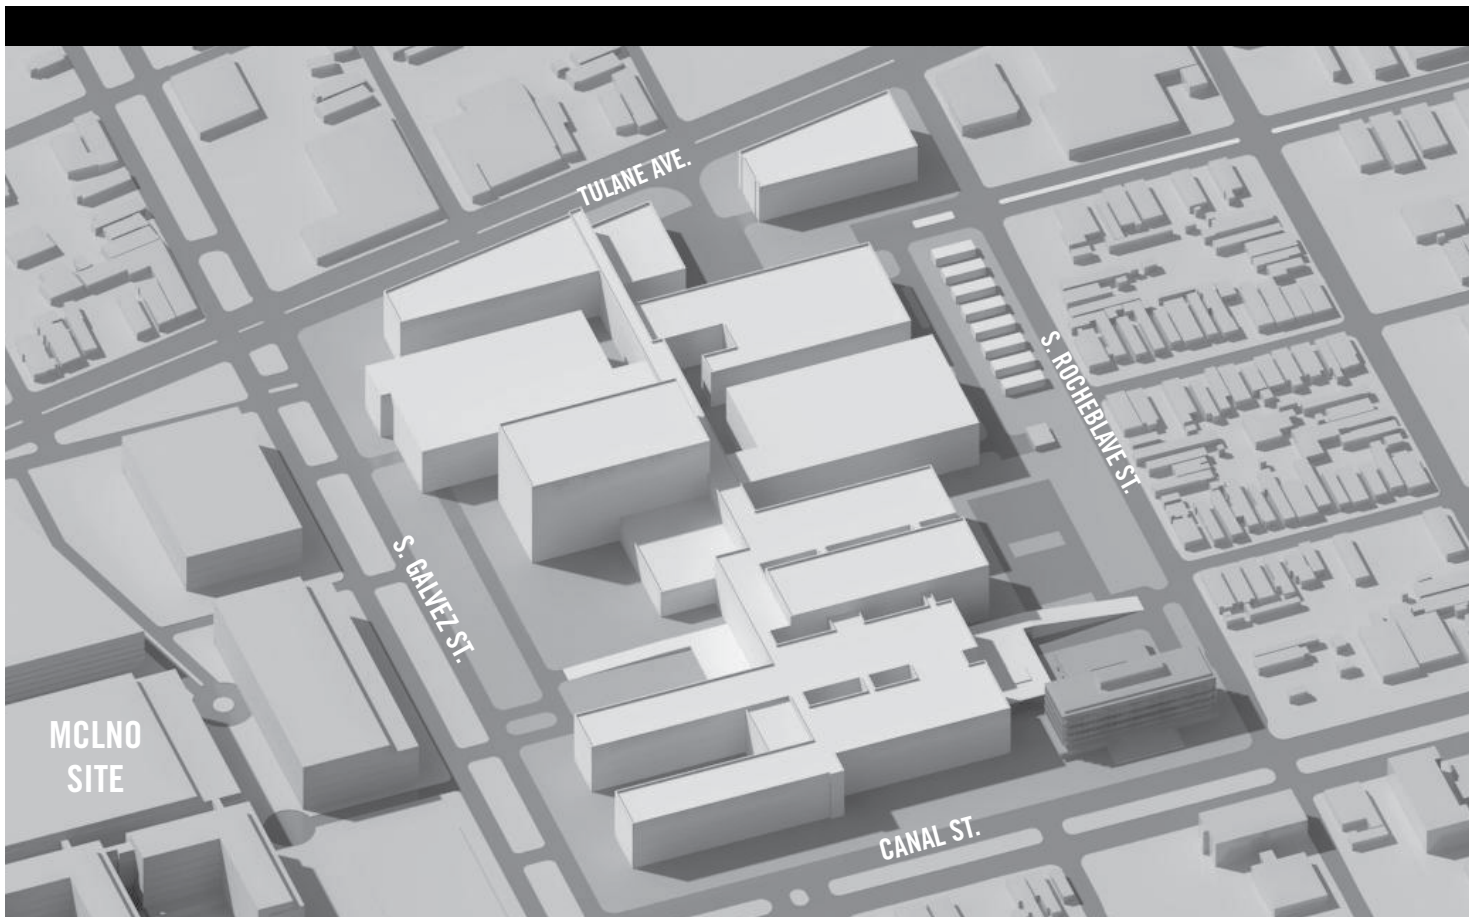 TULANE AVE.
S. ROCHEBLAVE ST.
S. GALVEZ ST.
MCLNO
SITE
CANAL ST.